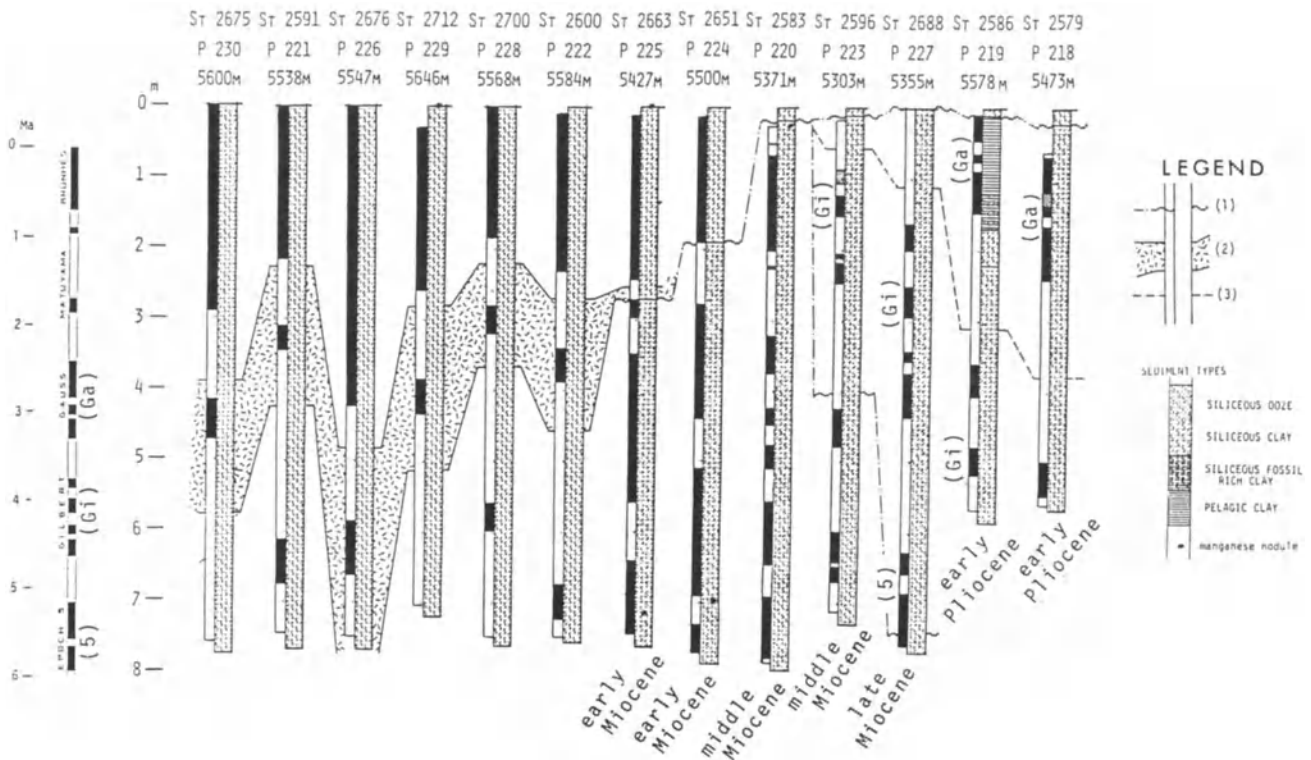 ST 2675 ST 2591 ST 2676 ST 2712 ST 2700 ST 2600 ST 2663 ST 2651 ST 2583 ST 2596 ST 2688 ST 2586 ST 2579
P 230 P 221 P 226 P 229 P 228 P 222 P 225 P 224 P 220 P 223 P 227 P 219 P 218
5600M 5538M 5547M 5646M 5568M 5584M 5427M 5500M 5371M 5303M 5355M 5578M 5473M
m
0
1
2
3
4
5
6
7
8
Ma
0
1
2
3
4
5
6
BRUNHES
MATUYAMA
GAUSS
(Ga)
GILBERT
(Gi)
EPOCH 5
(5)
(Gi)
(Gi)
(5)
(Ga)
(Gi)
(Ga)
early
Miocene
early
Miocene
middle
Miocene
middle
Miocene
late
Miocene
early
Pliocene
early
Pliocene
LEGEND
(1)
(2)
(3)
SEDIMENT TYPES
SILICEOUS OOZE
SILICEOUS CLAY
SILICEOUS FOSSIL
RICH CLAY
PELAGIC CLAY
manganese nodule